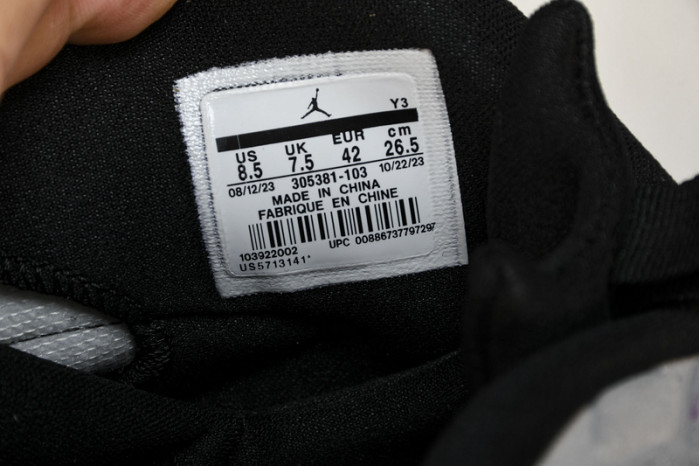 Y3
US UK EUR cm
8.5 7.5 42 26.5
08/12/23 305381-103 10/22/23
MADE IN CHINA
FABRIQUE EN CHINE
103922002 UPC 00886737797297
US5713141*